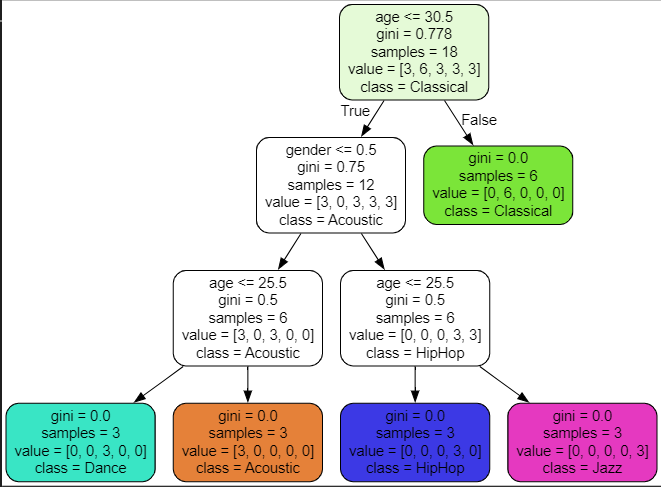 age <= 30.5
gini = 0.778
samples = 18
value = [3, 6, 3, 3, 3]
class = Classical
True
False
gender <= 0.5
gini = 0.75
samples = 12
value = [3, 0, 3, 3, 3]
class = Acoustic
gini = 0.0
samples = 6
value = [0, 6, 0, 0, 0]
class = Classical
age <= 25.5
gini = 0.5
samples = 6
value = [3, 0, 3, 0, 0]
class = Acoustic
age <= 25.5
gini = 0.5
samples = 6
value = [0, 0, 0, 3, 3]
class = HipHop
gini = 0.0
samples = 3
value = [0, 0, 3, 0, 0]
class = Dance
gini = 0.0
samples = 3
value = [3, 0, 0, 0, 0]
class = Acoustic
gini = 0.0
samples = 3
value = [0, 0, 0, 3, 0]
class = HipHop
gini = 0.0
samples = 3
value = [0, 0, 0, 0, 3]
class = Jazz